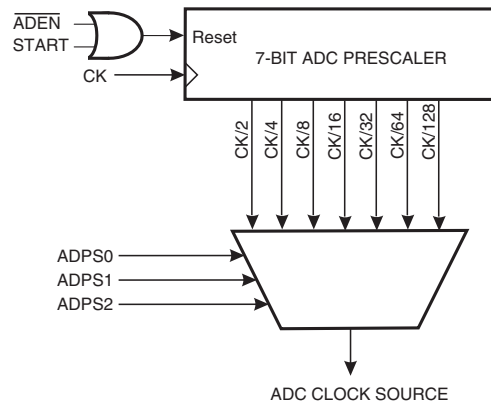 ADEN
START
Reset
7-BIT ADC PRESCALER
CK
CK/2
CK/4
CK/8
CK/16
CK/32
CK/64
CK/128
ADPS0
ADPS1
ADPS2
ADC CLOCK SOURCE